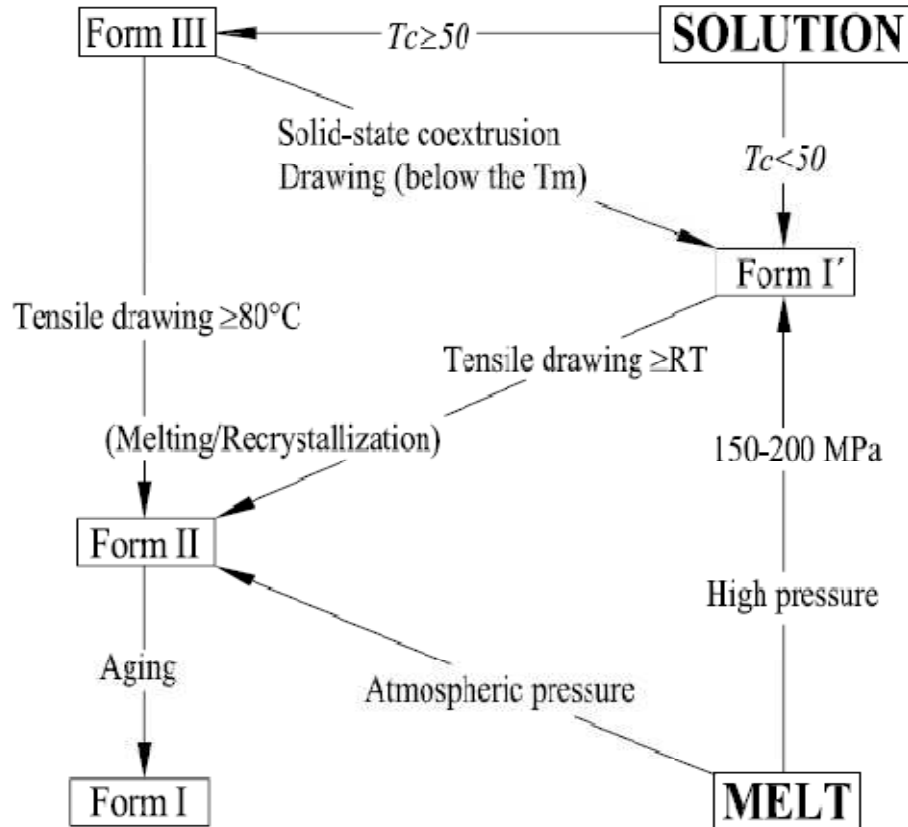 Form III
Tc≥50
SOLUTION
Solid-state coextrusion
Drawing (below the Tm)
Tc<50
Form I′
Tensile drawing ≥80°C
Tensile drawing ≥RT
(Melting/Recrystallization)
150-200 MPa
Form II
High pressure
Aging
Atmospheric pressure
Form I
MELT